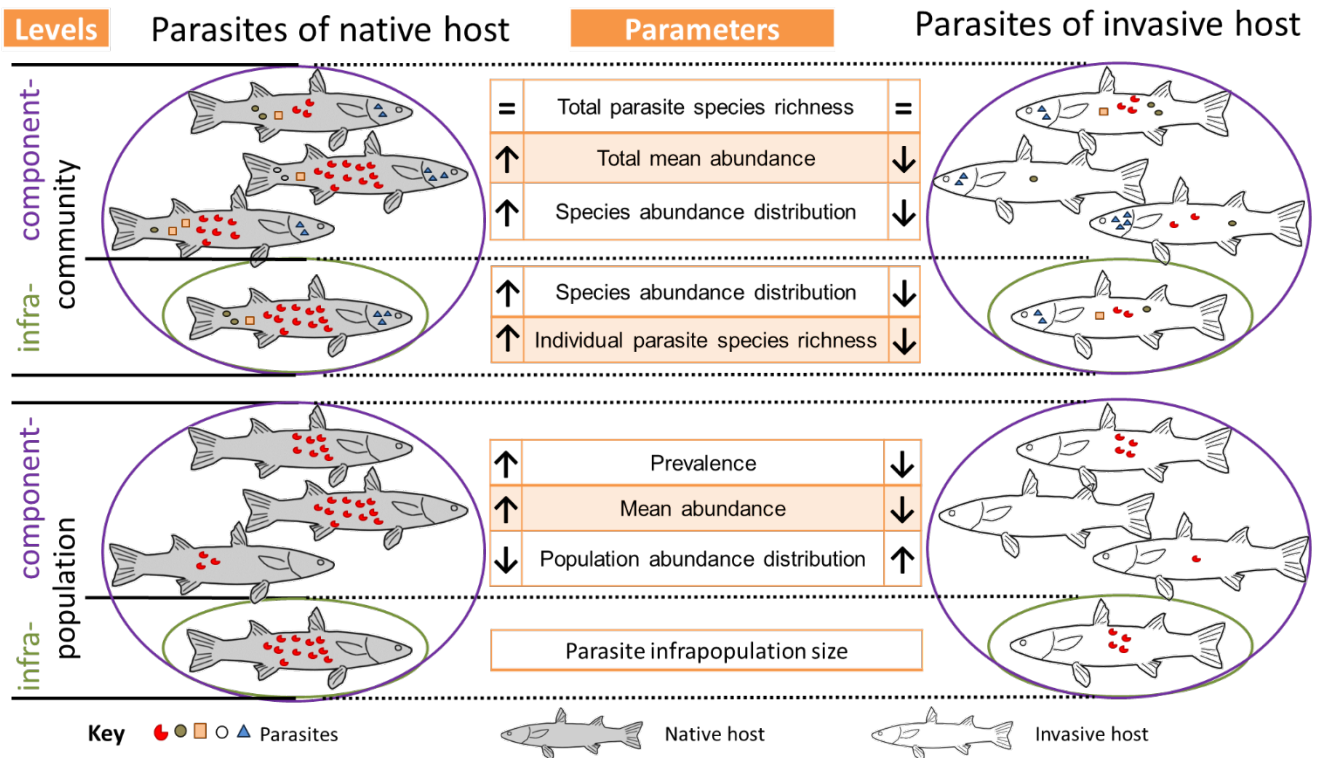 Levels
Parasites of native host
Parameters
Parasites of invasive host
component-
community
infra-
= Total parasite species richness =
↑ Total mean abundance ↓
↑ Species abundance distribution ↓
↑ Species abundance distribution ↓
↑ Individual parasite species richness ↓
component-
population
infra-
↑ Prevalence ↓
↑ Mean abundance ↓
↓ Population abundance distribution ↑
Parasite infrapopulation size
Key Parasites Native host Invasive host